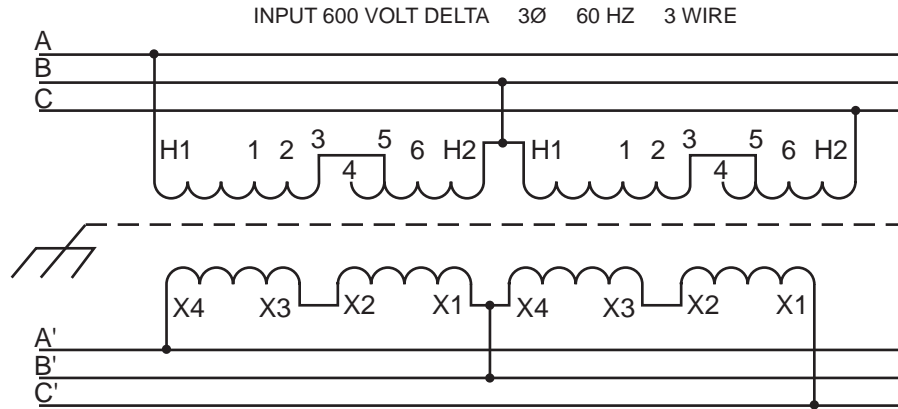 INPUT 600 VOLT DELTA 3Ø 60 HZ 3 WIRE
A
B
C
H1 1 2 3 4 5 6 H2 H1 1 2 3 4 5 6 H2
X4 X3 X2 X1 X4 X3 X2 X1
A'
B'
C'